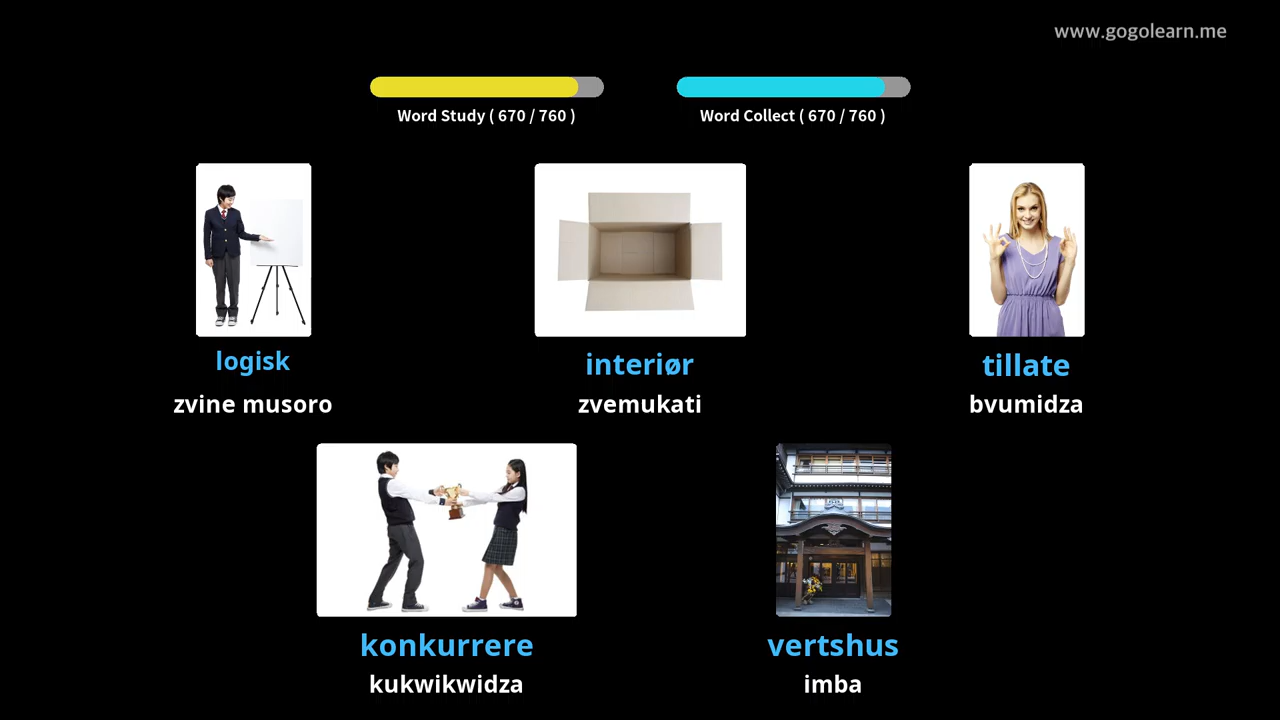 www.gogolearn.me
Word Study ( 670 / 760 )
Word Collect ( 670 / 760 )
logisk
interiør
tillate
zvine musoro
zvemukati
bvumidza
konkurrere
vertshus
kukwikwidza
imba